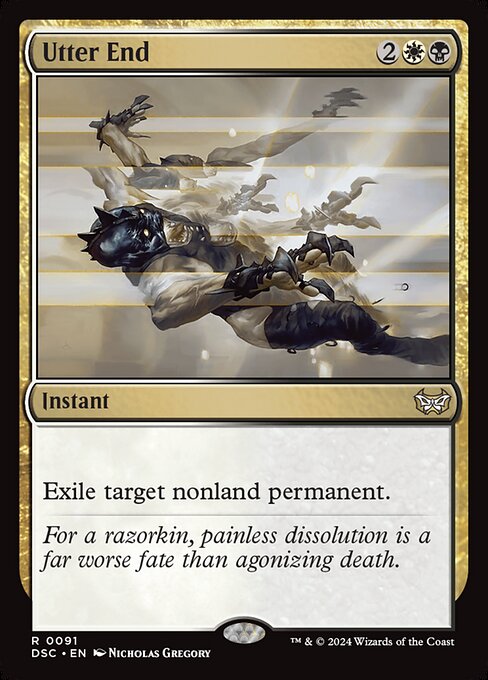 Utter End 2
Instant
Exile target nonland permanent.
For a razorkin, painless dissolution is a
far worse fate than agonizing death.
R 0091
DSC • EN Nicholas Gregory
™ & © 2024 Wizards of the Coast